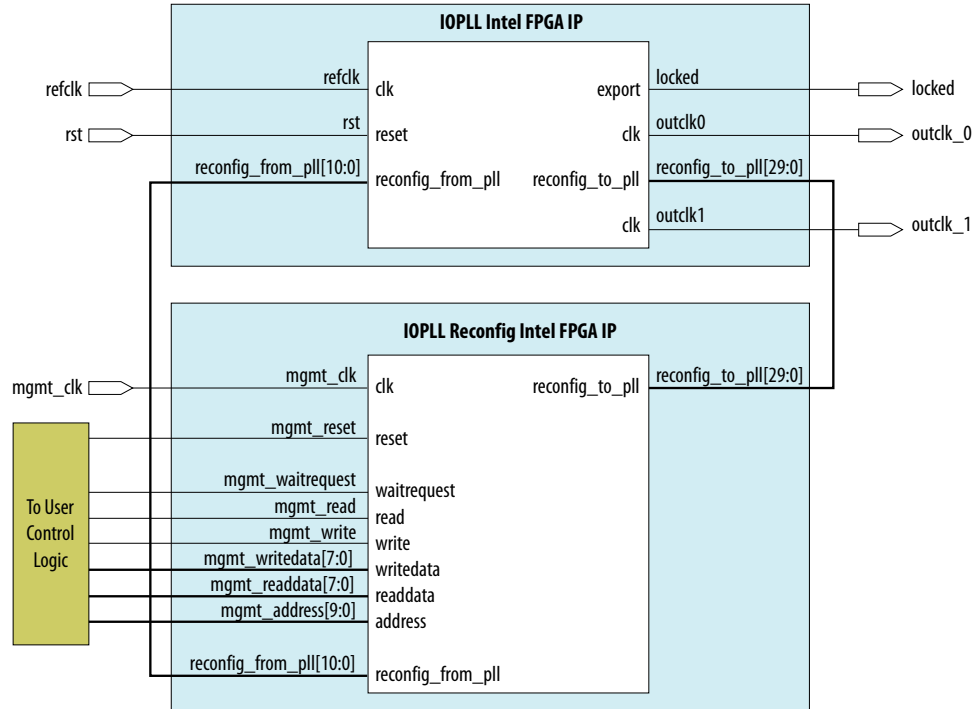 IOPLL Intel FPGA IP
refclk
refclk
clk
export
locked
locked
rst
rst
reset
clk
outclk0
outclk_0
reconfig_from_pll[10:0]
reconfig_from_pll
reconfig_to_pll
reconfig_to_pll[29:0]
clk
outclk1
outclk_1
IOPLL Reconfig Intel FPGA IP
mgmt_clk
mgmt_clk
clk
reconfig_to_pll
reconfig_to_pll[29:0]
To User
Control
Logic
mgmt_reset
reset
mgmt_waitrequest
waitrequest
mgmt_read
read
mgmt_write
write
mgmt_writedata[7:0]
writedata
mgmt_readdata[7:0]
readdata
mgmt_address[9:0]
address
reconfig_from_pll[10:0]
reconfig_from_pll